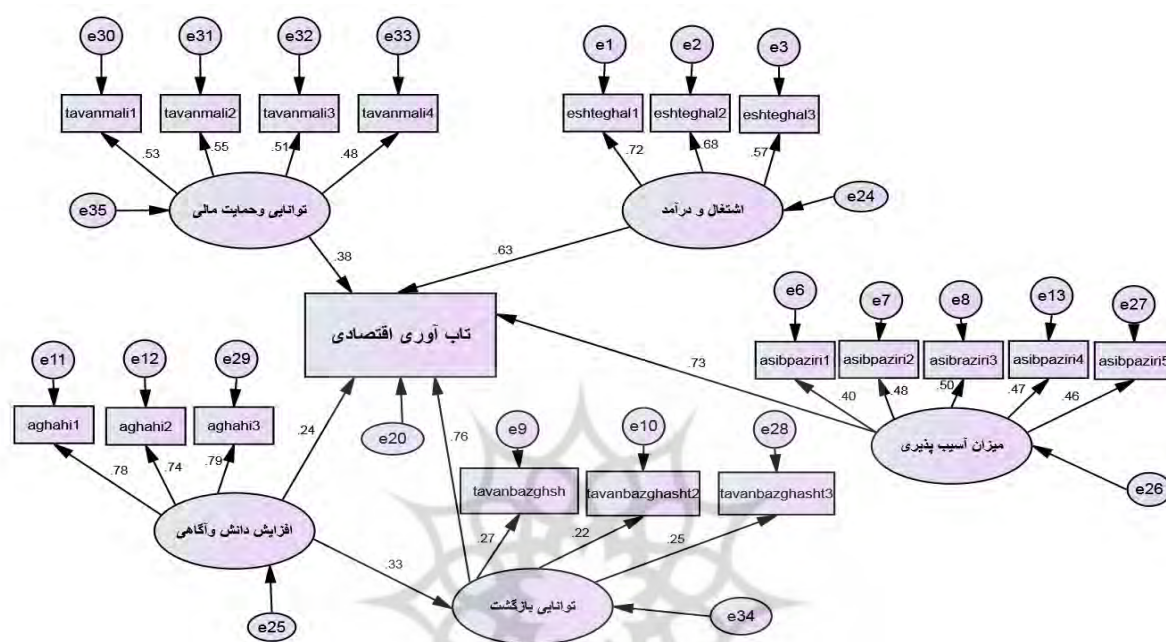 e30
e31
e32
e33
e1
e2
e3
tavanmali1
tavanmali2
tavanmali3
tavanmali4
eshteghal1
eshteghal2
eshteghal3
.53
.55
.51
.48
.72
.68
.57
e35
توانایی وحمایت مالی
اشتغال و درآمد
e24
.38
.63
e6
e7
e8
e13
e27
تاب آوری اقتصادی
asibpaziri1
asibpaziri2
asibraziri3
asibpaziri4
asibpaziri5
.73
.40
.48
.50
.47
.46
e11
e12
e29
aghahi1
aghahi2
aghahi3
.24
e20
.76
e9
e10
e28
میزان آسیب پذیری
.78
.74
.79
tavanbazghsh
tavanbazghasht2
tavanbazghasht3
e26
افزایش دانش وآگاهی
.33
.27
.22
.25
توانایی بازگشت
e25
e34